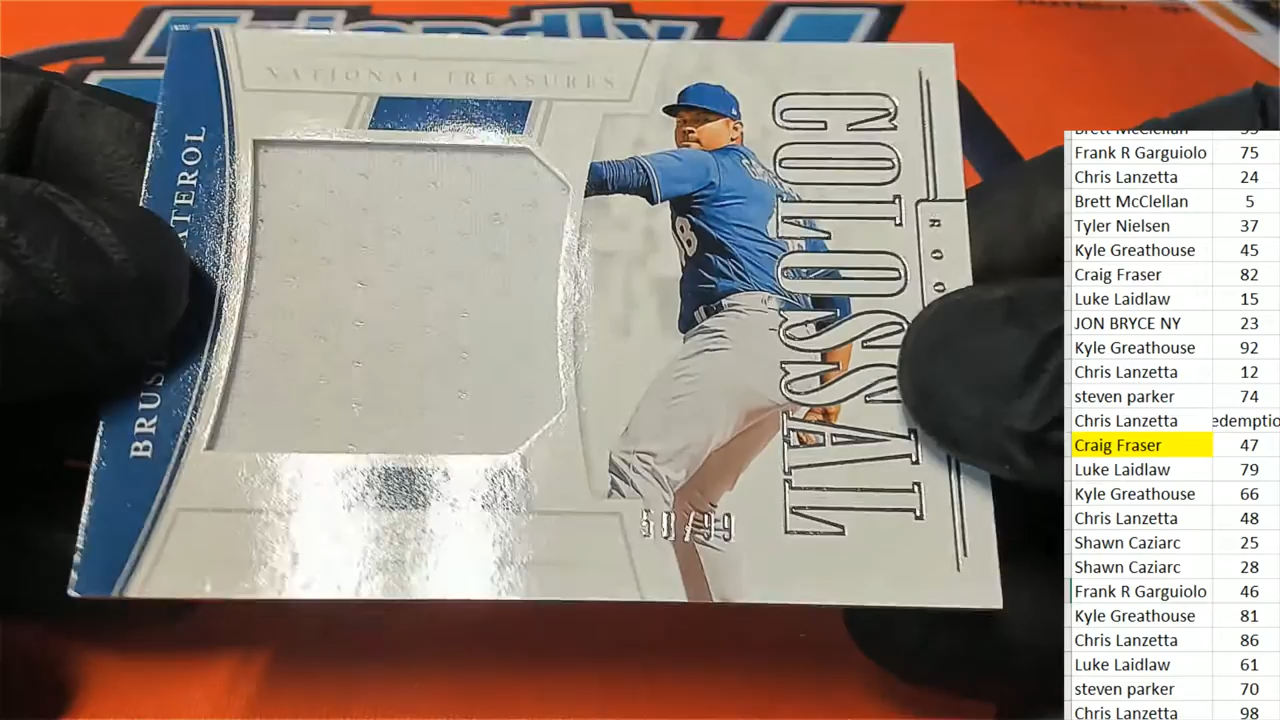 NATIONAL TREASURES
COLOSSAL
ATEROL
BRUS
18
/99
Frank R Garguiolo 75
Chris Lanzetta 24
Brett McClellan 5
Tyler Nielsen 37
Kyle Greathouse 45
Craig Fraser 82
Luke Laidlaw 15
JON BRYCE NY 23
Kyle Greathouse 92
Chris Lanzetta 12
steven parker 74
Chris Lanzetta edemptio
Craig Fraser 47
Luke Laidlaw 79
Kyle Greathouse 66
Chris Lanzetta 48
Shawn Caziarc 25
Shawn Caziarc 28
Frank R Garguiolo 46
Kyle Greathouse 81
Chris Lanzetta 86
Luke Laidlaw 61
steven parker 70
Chris Lanzetta 98